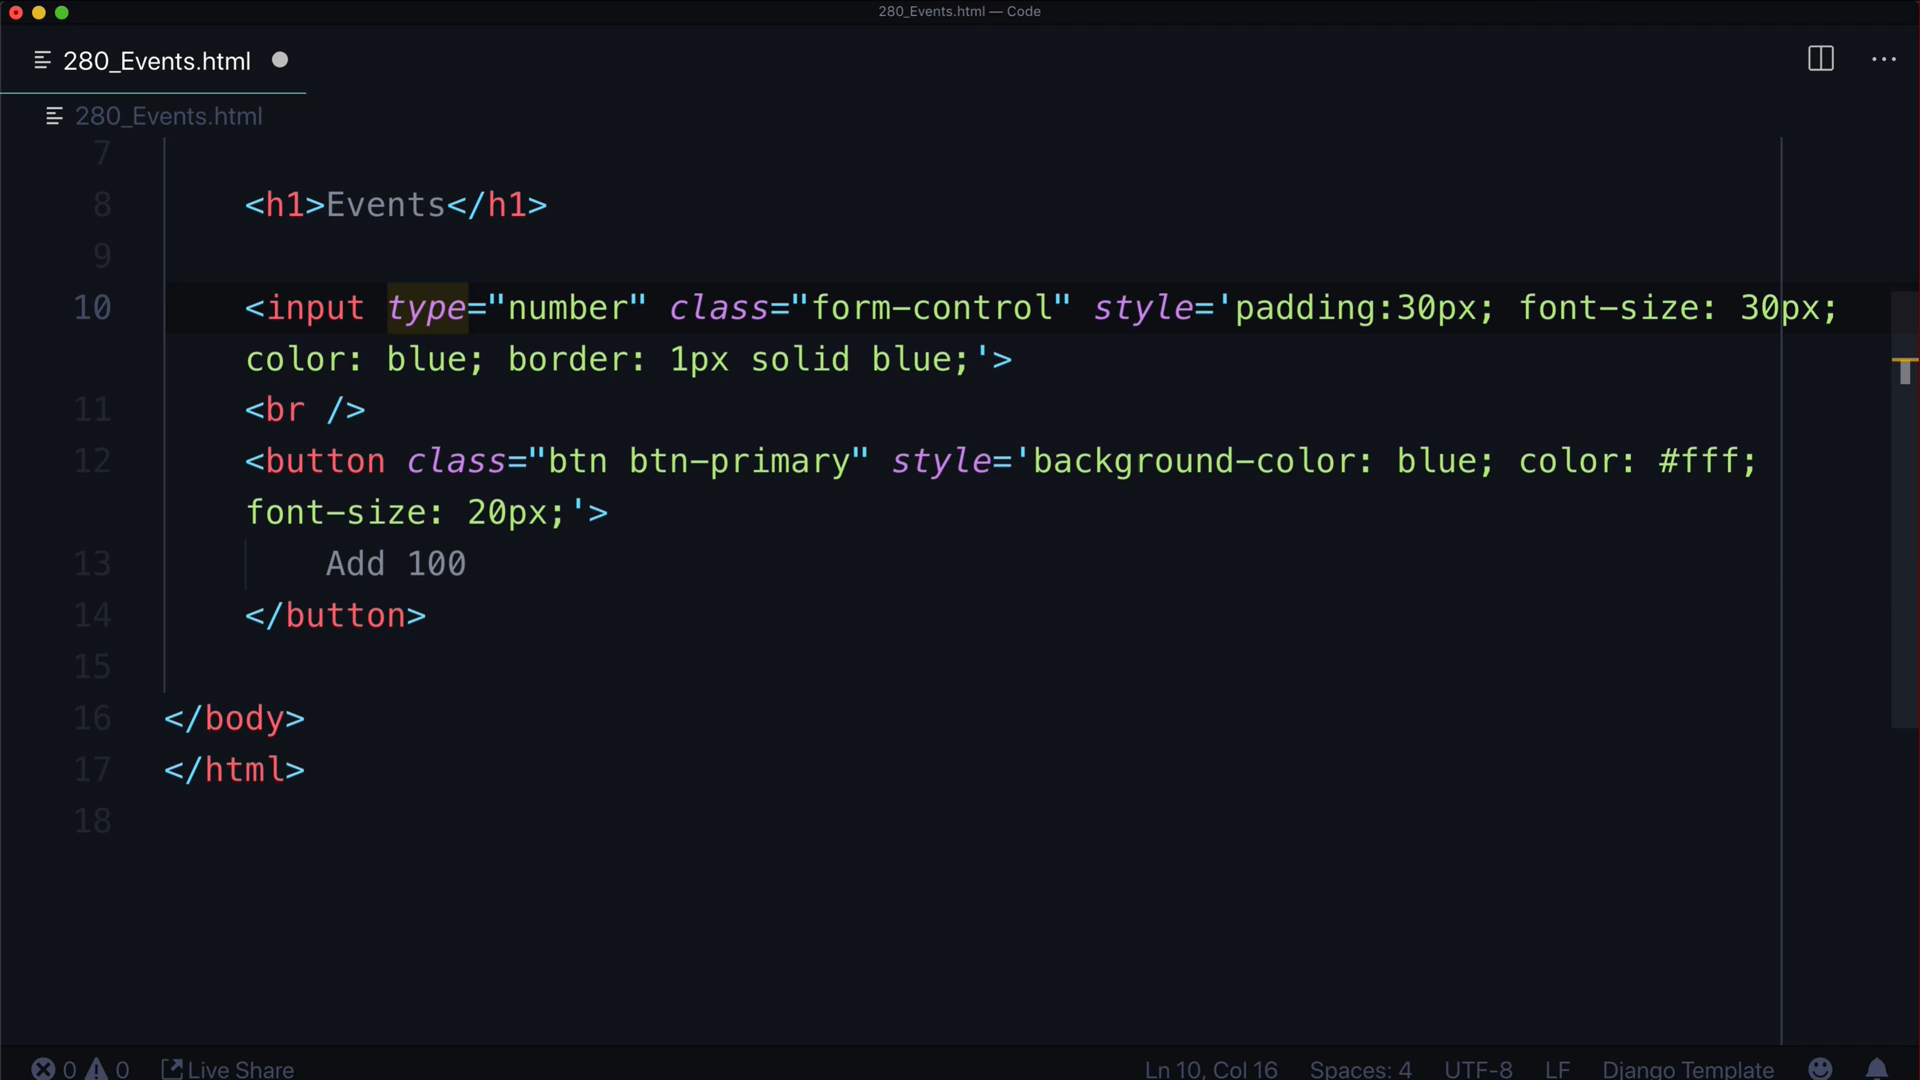 280_Events.html — Code
280_Events.html
280_Events.html
7
8 <h1>Events</h1>
9
10 <input type="number" class="form-control" style='padding:30px; font-size: 30px;
color: blue; border: 1px solid blue;'>
11 <br />
12 <button class="btn btn-primary" style='background-color: blue; color: #fff;
font-size: 20px;'>
13 Add 100
14 </button>
15
16 </body>
17 </html>
18
0 0 Live Share Ln 10, Col 16 Spaces: 4 UTF-8 LF Django Template